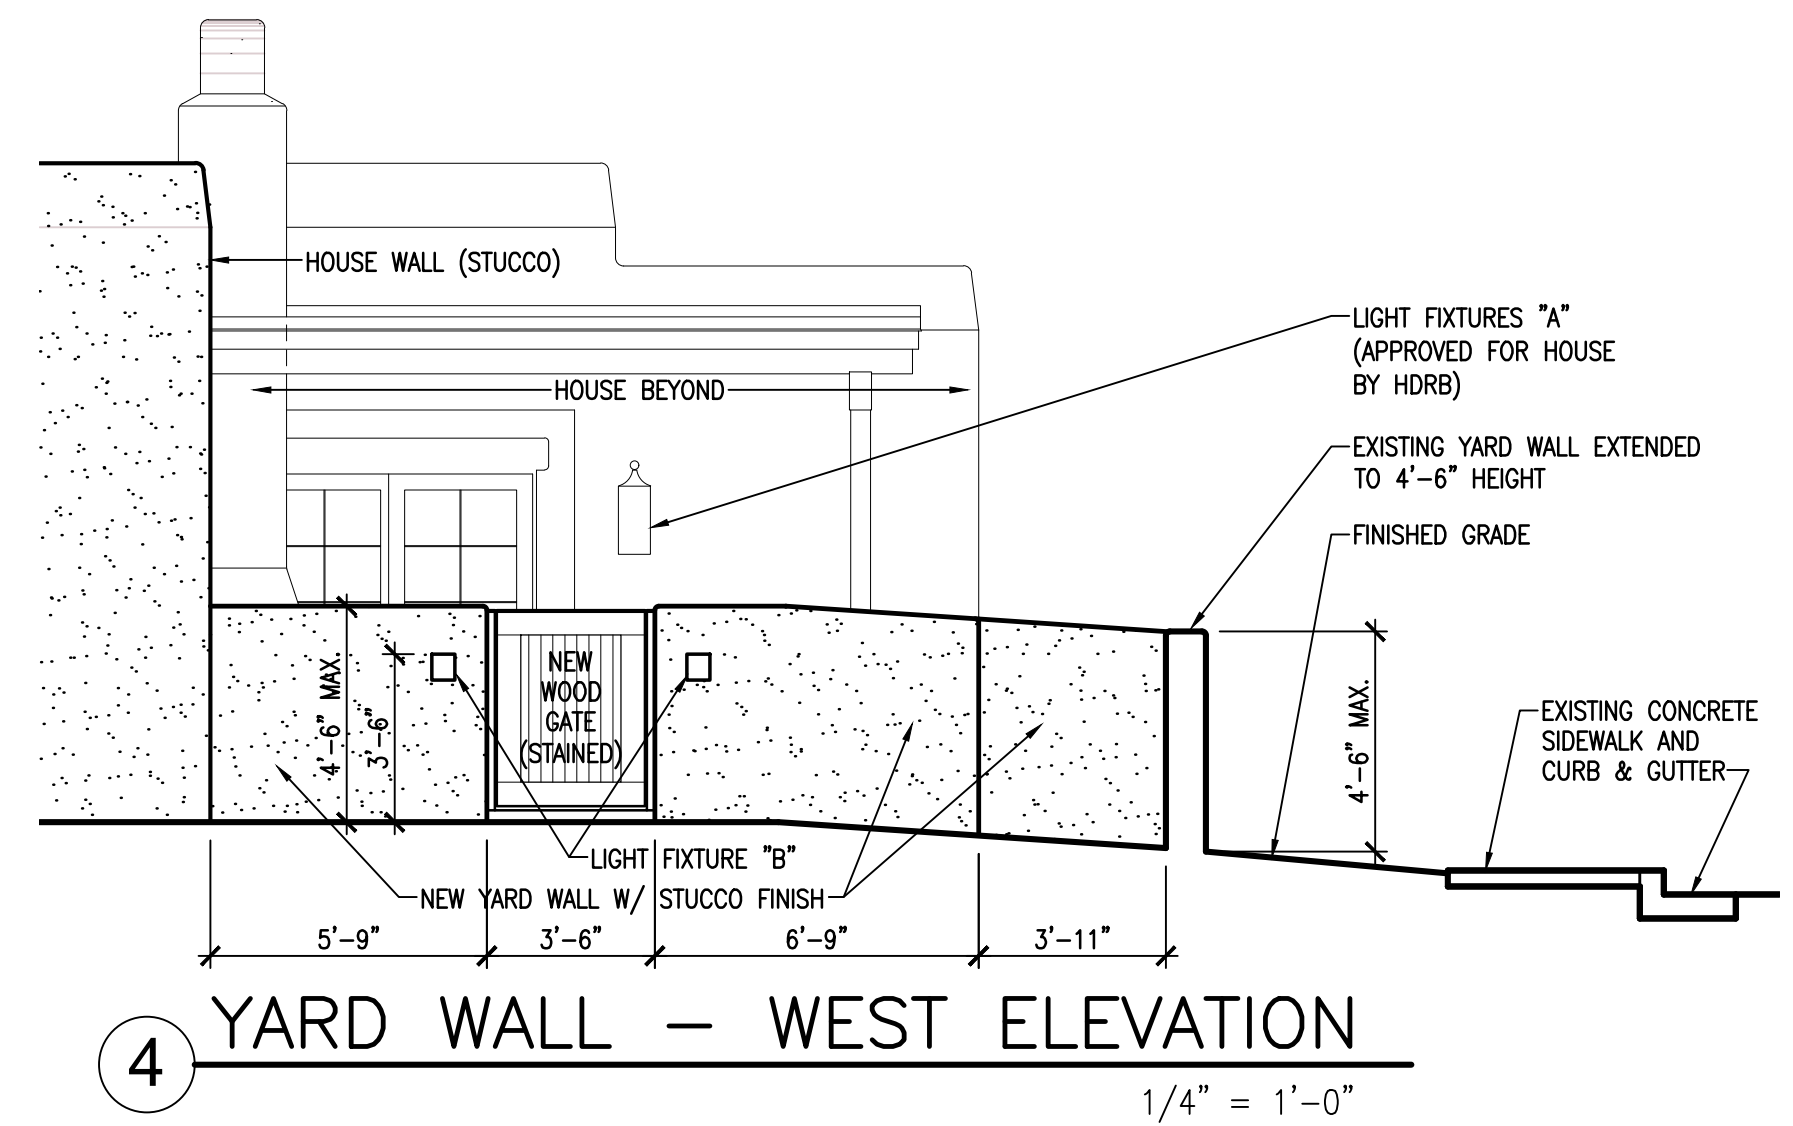 HOUSE WALL (STUCCO)
LIGHT FIXTURES "A"
(APPROVED FOR HOUSE
BY HDRB)
HOUSE BEYOND
EXISTING YARD WALL EXTENDED
TO 4'-6" HEIGHT
FINISHED GRADE
NEW
WOOD
GATE
(STAINED)
4'-6" MAX.
3'-6"
4'-6" MAX.
EXISTING CONCRETE
SIDEWALK AND
CURB & GUTTER
LIGHT FIXTURE "B"
NEW YARD WALL W/ STUCCO FINISH
5'-9"
3'-6"
6'-9"
3'-11"
4
YARD WALL - WEST ELEVATION
1/4" = 1'-0"